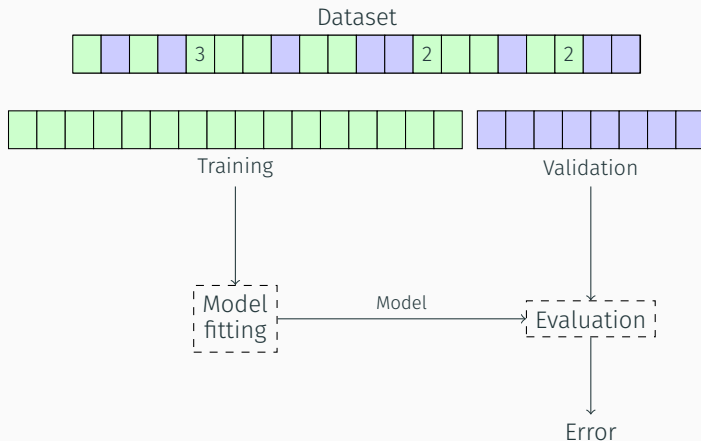 Dataset
3 2 2
Training Validation
Model
fitting
Model
Evaluation
Error